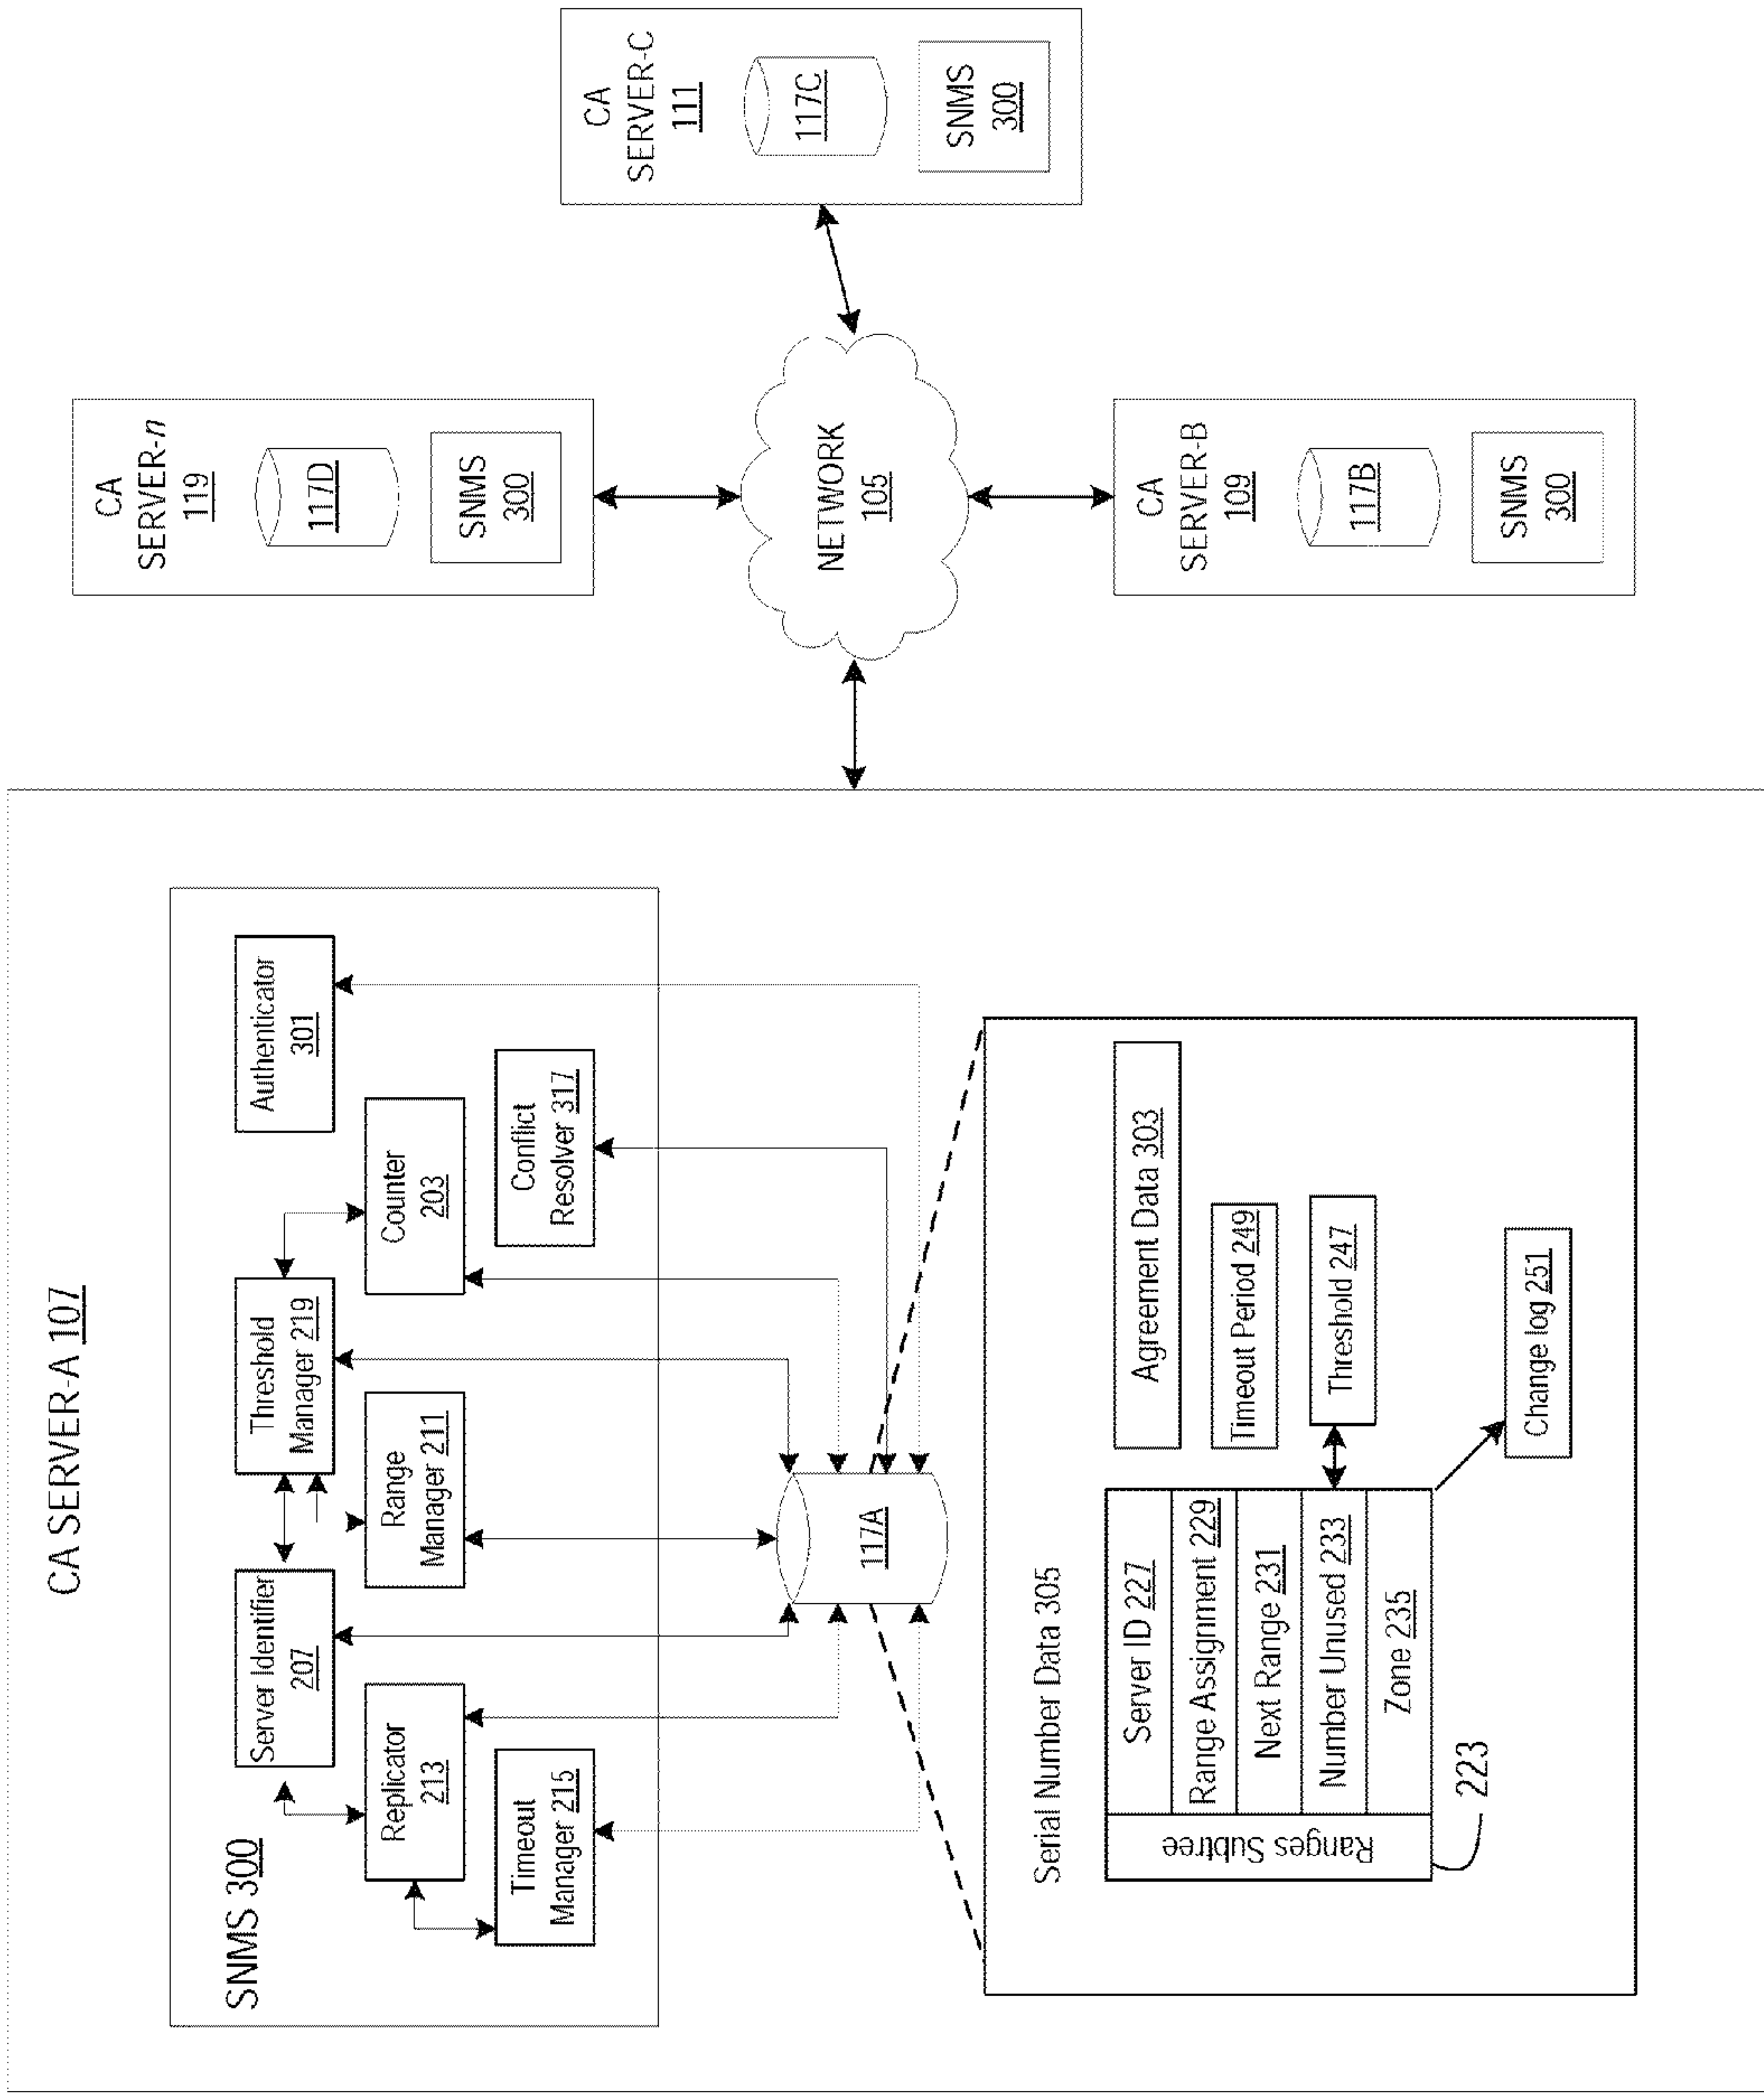 CA SERVER-A 107
SNMS 300
Server Identifier
207
Threshold
Manager 219
Authenticator
301
Replicator
213
Range
Manager 211
Counter
203
Timeout
Manager 215
Conflict
Resolver 317
117A
Serial Number Data 305
Ranges Subtree
Server ID 227
Range Assignment 229
Next Range 231
Number Unused 233
Zone 235
223
Agreement Data 303
Timeout Period 249
Threshold 247
Change log 251
NETWORK
105
CA
SERVER-n
119
117D
SNMS
300
CA
SERVER-C
111
117C
SNMS
300
CA
SERVER-B
109
117B
SNMS
300